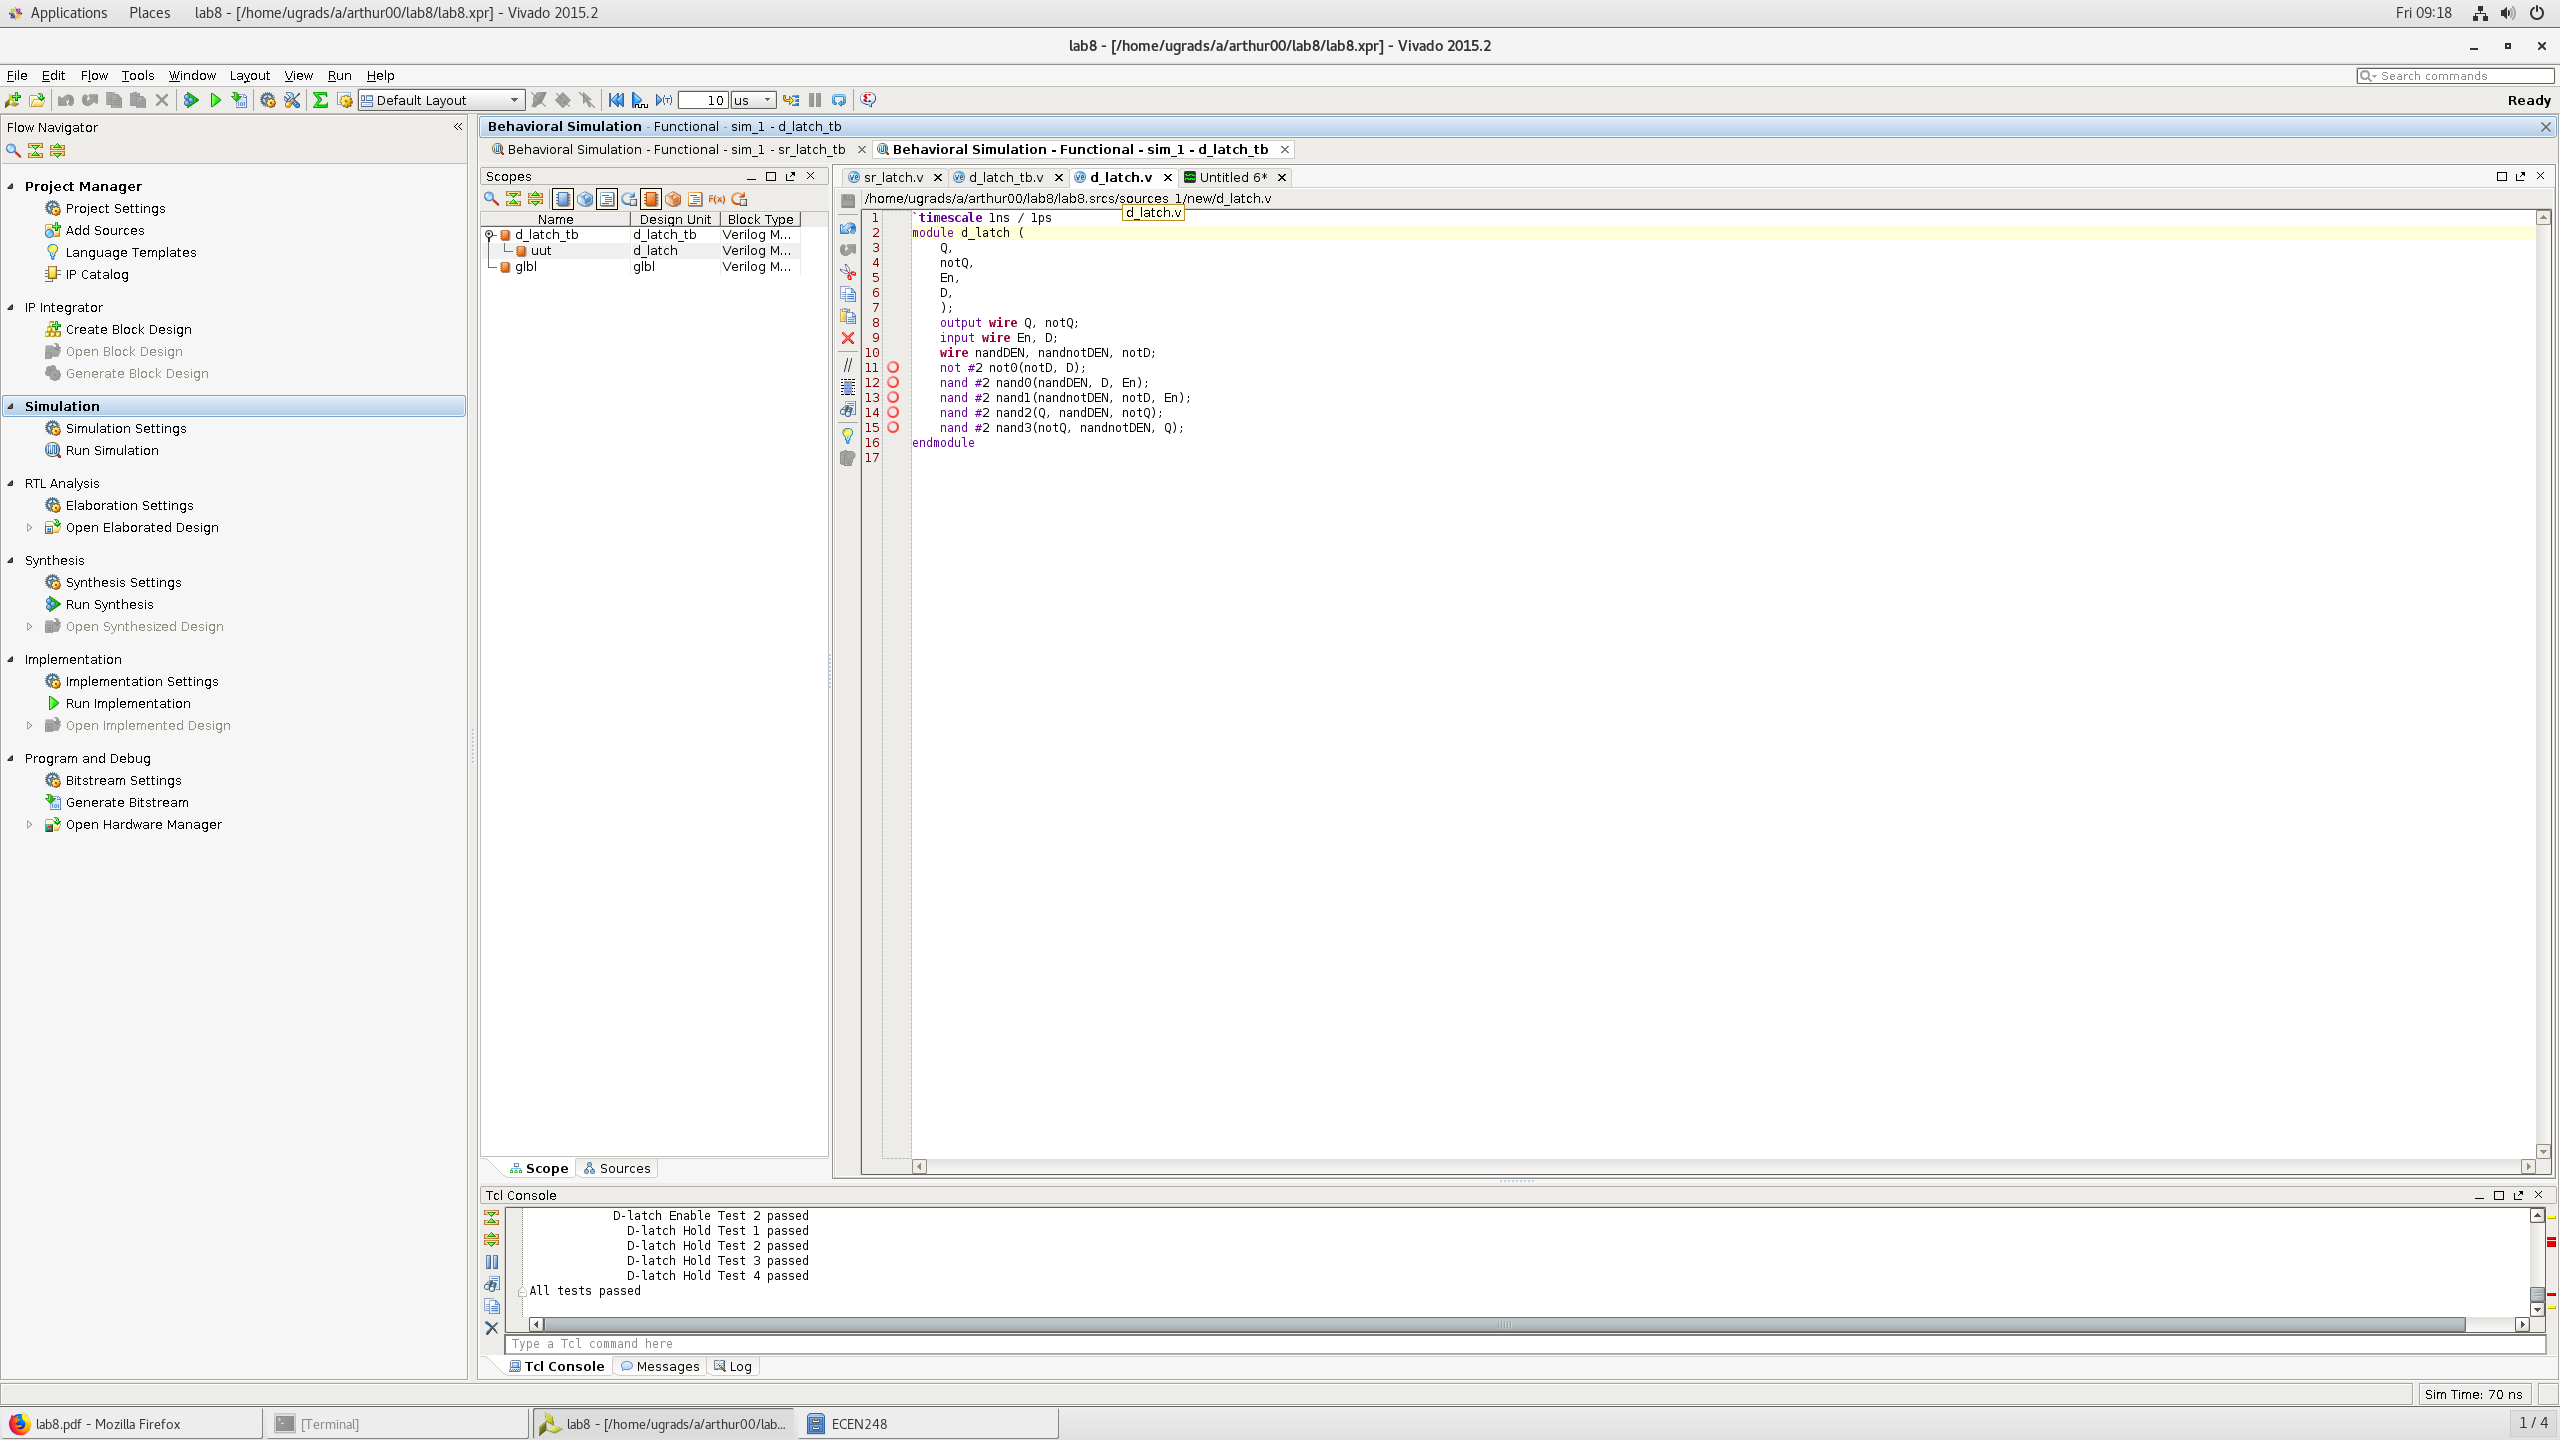 Applications Places lab8 - [/home/ugrads/a/arthur00/lab8/lab8.xpr] - Vivado 2015.2 Fri 09:18
lab8 - [/home/ugrads/a/arthur00/lab8/lab8.xpr] - Vivado 2015.2
File Edit Flow Tools Window Layout View Run Help Search commands
Default Layout 10 us Ready
Flow Navigator
Project Manager
Project Settings
Add Sources
Language Templates
IP Catalog
IP Integrator
Create Block Design
Open Block Design
Generate Block Design
Simulation
Simulation Settings
Run Simulation
RTL Analysis
Elaboration Settings
Open Elaborated Design
Synthesis
Synthesis Settings
Run Synthesis
Open Synthesized Design
Implementation
Implementation Settings
Run Implementation
Open Implemented Design
Program and Debug
Bitstream Settings
Generate Bitstream
Open Hardware Manager
Behavioral Simulation - Functional - sim_1 - d_latch_tb
Behavioral Simulation - Functional - sim_1 - sr_latch_tb Behavioral Simulation - Functional - sim_1 - d_latch_tb
Scopes
F(x)
Name Design Unit Block Type
d_latch_tb d_latch_tb Verilog M...
uut d_latch Verilog M...
glbl glbl Verilog M...
Scope Sources
sr_latch.v d_latch_tb.v d_latch.v Untitled 6*
/home/ugrads/a/arthur00/lab8/lab8.srcs/sources_1/new/d_latch.v
d_latch.v
1 `timescale 1ns / 1ps
2 module d_latch (
3 Q,
4 notQ,
5 En,
6 D,
7 );
8 output wire Q, notQ;
9 input wire En, D;
10 wire nandDEN, nandnotDEN, notD;
11 not #2 not0(notD, D);
12 nand #2 nand0(nandDEN, D, En);
13 nand #2 nand1(nandnotDEN, notD, En);
14 nand #2 nand2(Q, nandDEN, notQ);
15 nand #2 nand3(notQ, nandnotDEN, Q);
16 endmodule
17
Tcl Console
D-latch Enable Test 2 passed
D-latch Hold Test 1 passed
D-latch Hold Test 2 passed
D-latch Hold Test 3 passed
D-latch Hold Test 4 passed
All tests passed
Type a Tcl command here
Tcl Console Messages Log
Sim Time: 70 ns
lab8.pdf - Mozilla Firefox [Terminal] lab8 - [/home/ugrads/a/arthur00/lab... ECEN248 1 / 4